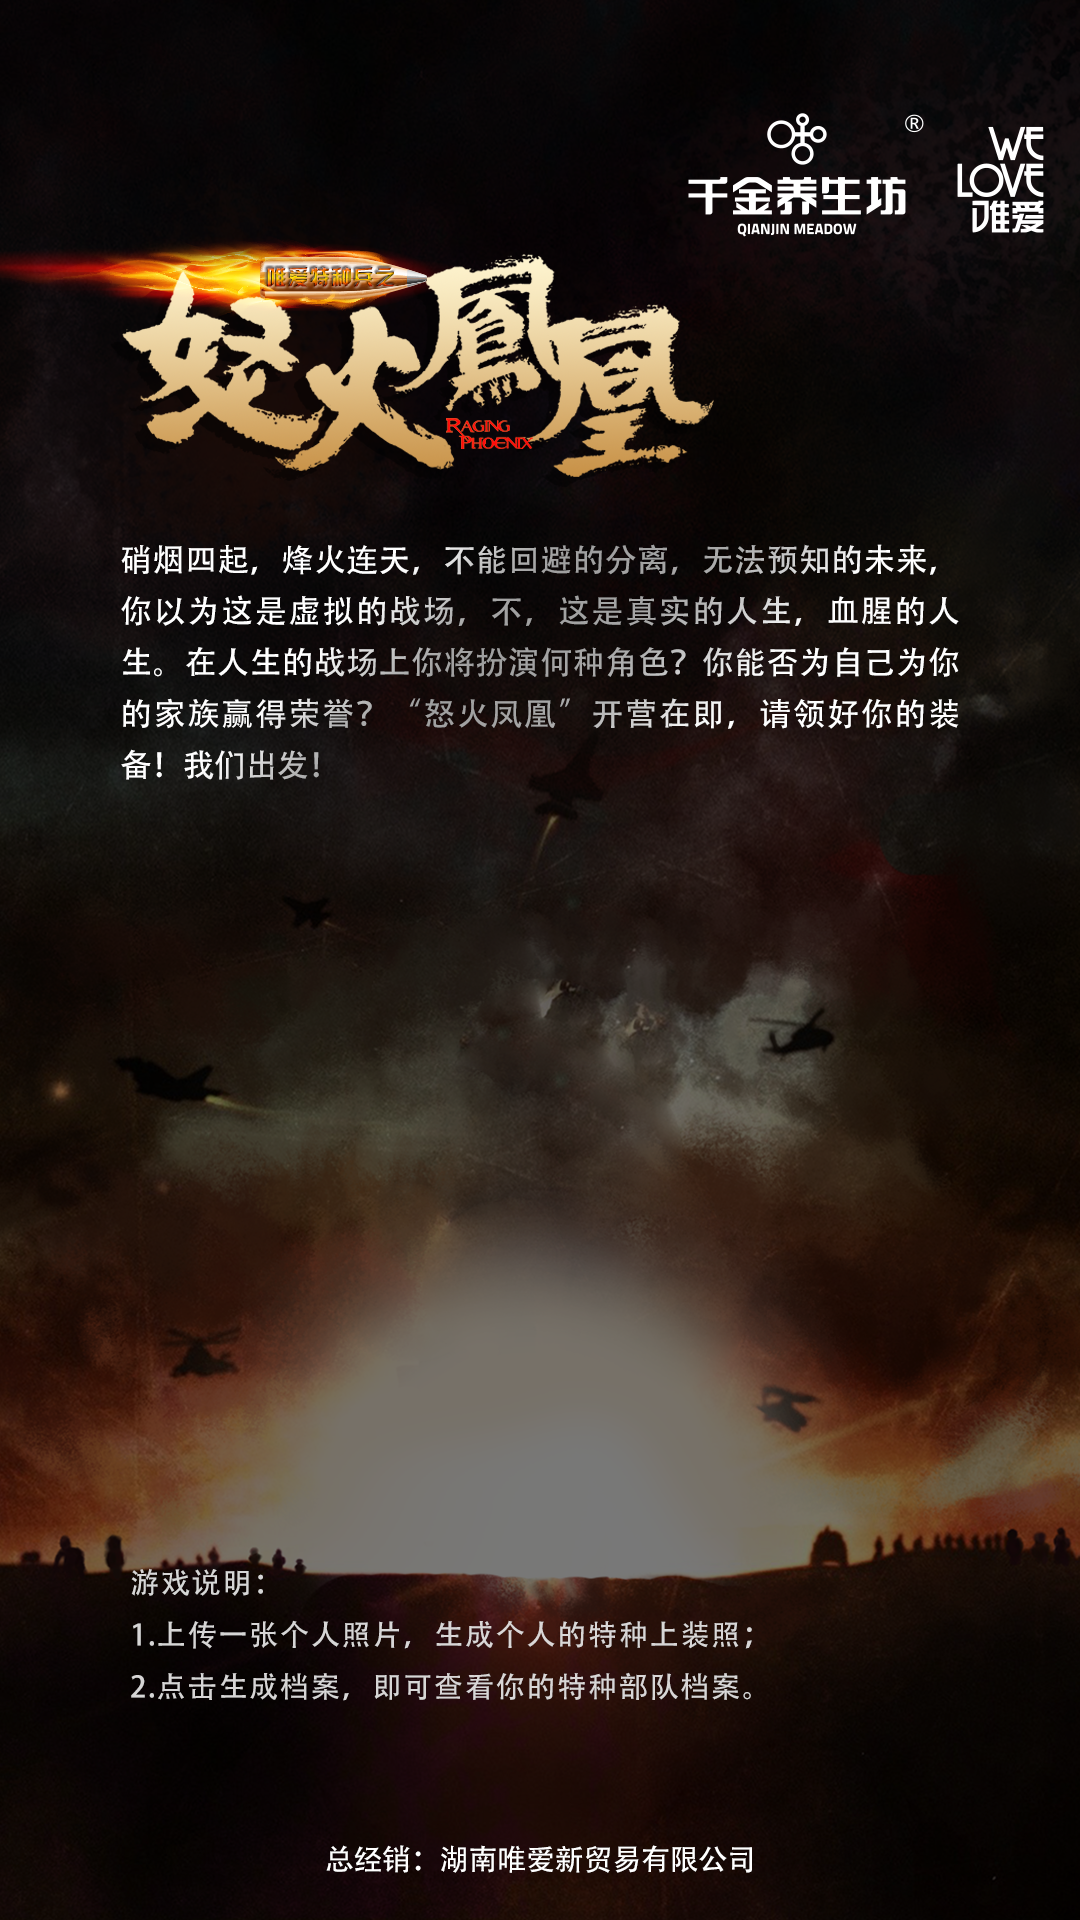 千金养生坊
®
QIANJIN MEADOW
WE
LOVE
唯爱
唯爱特种兵之
怒火鳳凰
RAGING
PHOENIX
硝烟四起，烽火连天，不能回避的分离，无法预知的未来，
你以为这是虚拟的战场，不，这是真实的人生，血腥的人
生。在人生的战场上你将扮演何种角色？你能否为自己为你
的家族赢得荣誉？“怒火凤凰”开营在即，请领好你的装
备！我们出发！
游戏说明：
1.上传一张个人照片，生成个人的特种上装照；
2.点击生成档案，即可查看你的特种部队档案。
总经销：湖南唯爱新贸易有限公司